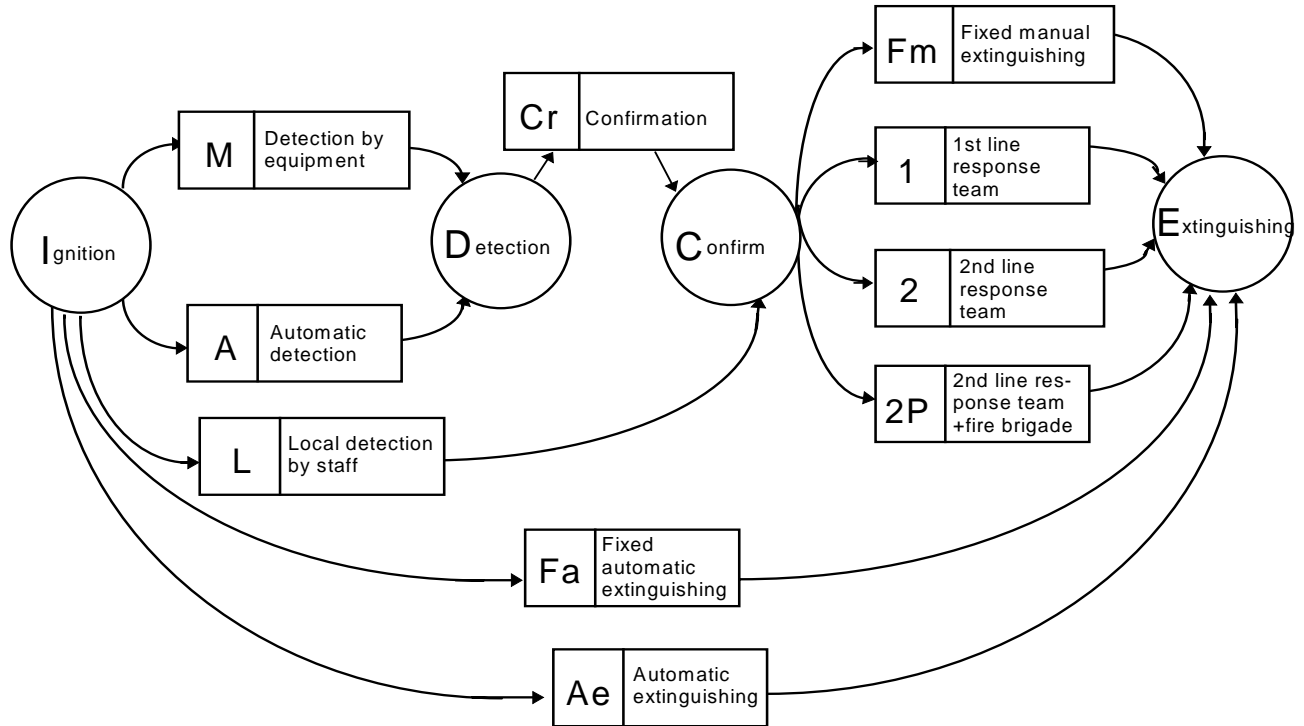 Ignition
M
Detection by
equipment
A
Automatic
detection
L
Local detection
by staff
Detection
Cr
Confirmation
Confirm
Fm
Fixed manual
extinguishing
1
1st line
response
team
2
2nd line
response
team
2P
2nd line res-
ponse team
+fire brigade
Extinguishing
Fa
Fixed
automatic
extinguishing
Ae
Automatic
extinguishing